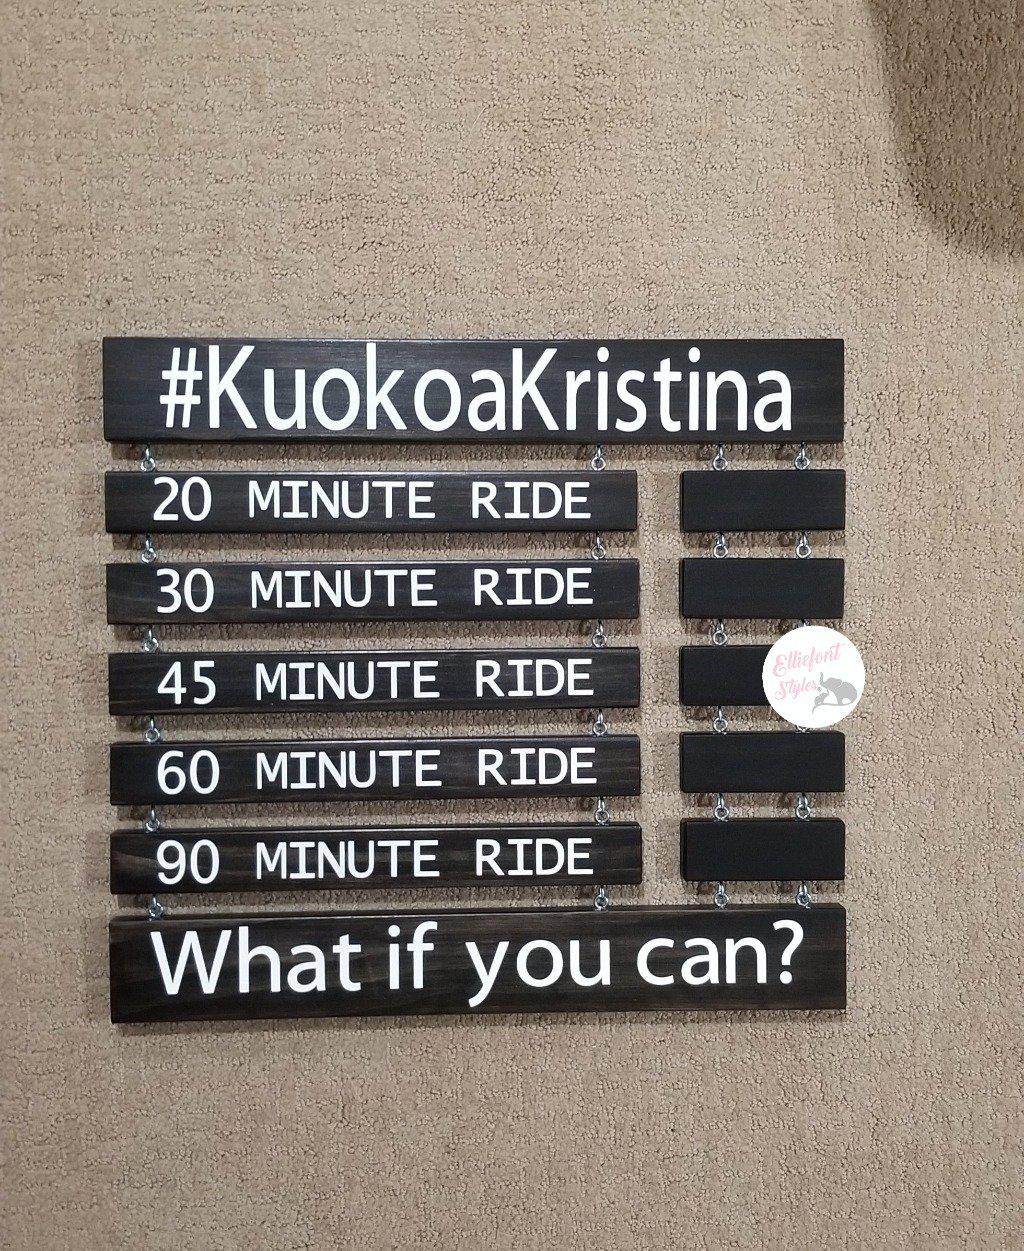 #KuokoaKristina
20 MINUTE RIDE
30 MINUTE RIDE
45 MINUTE RIDE
Elliefont
Styles
60 MINUTE RIDE
90 MINUTE RIDE
What if you can?